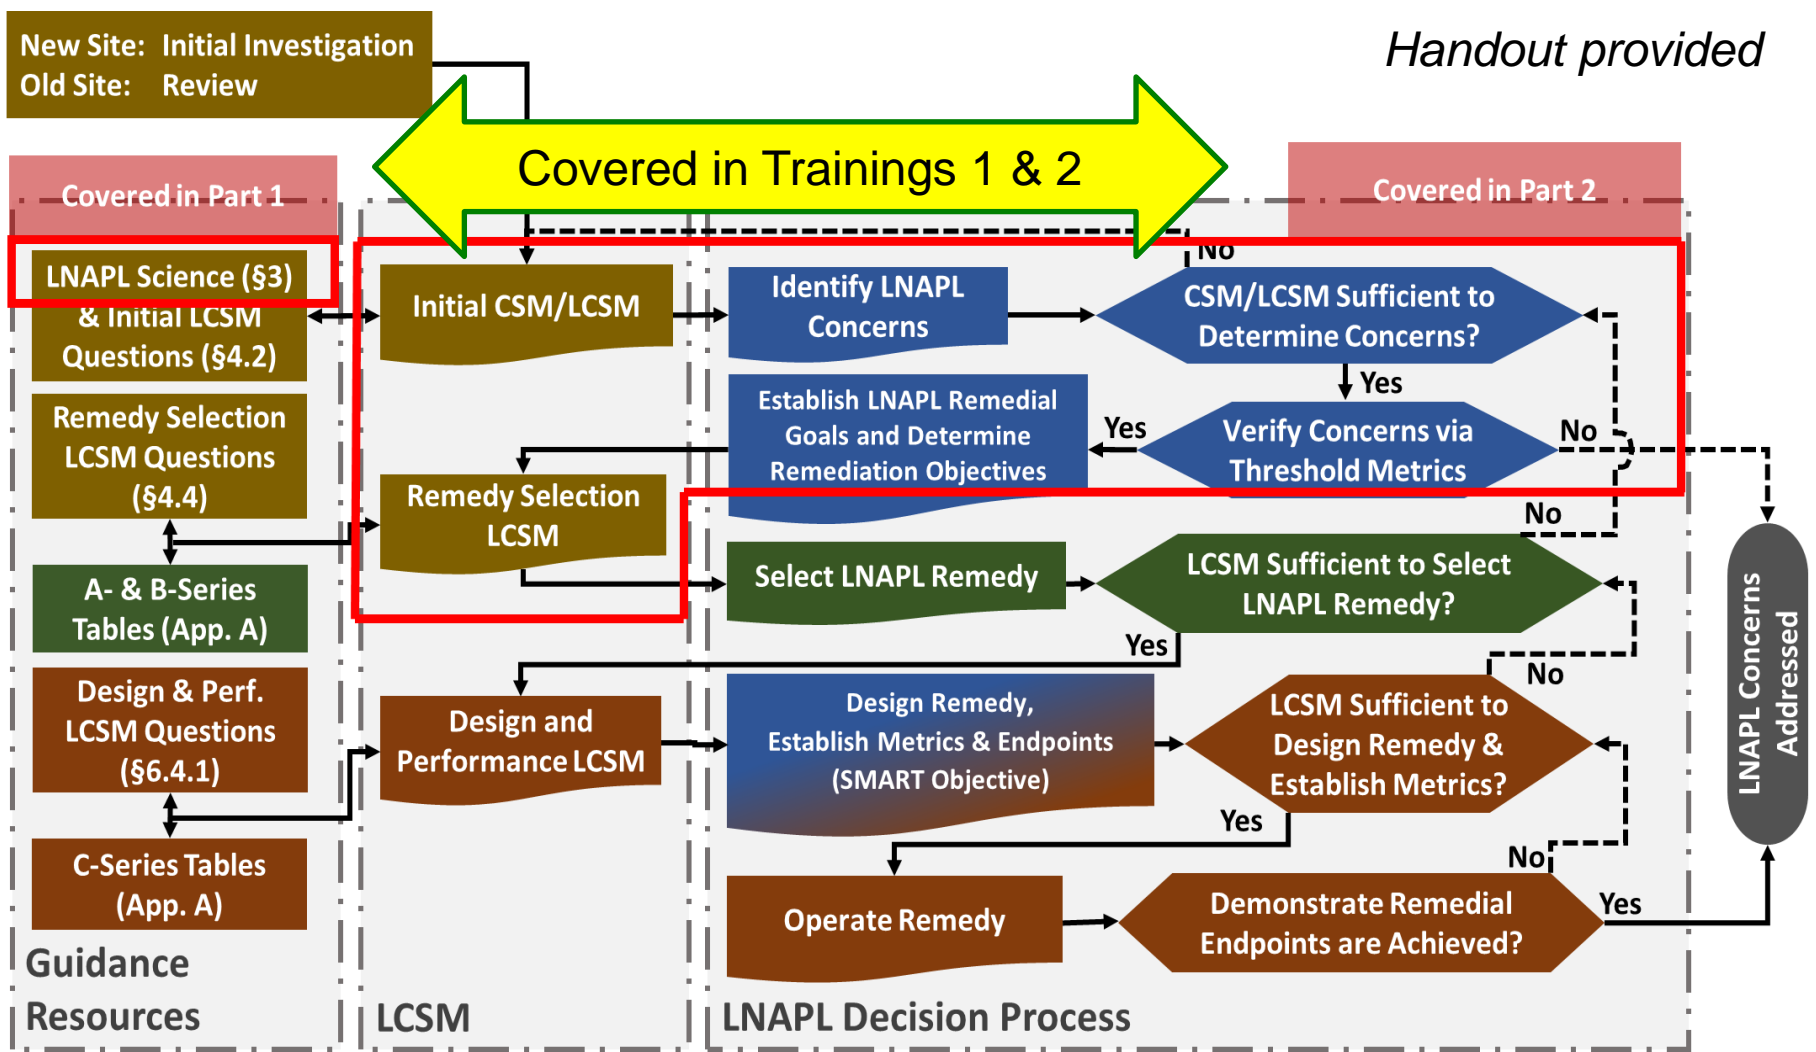 New Site: Initial Investigation
Old Site: Review
Handout provided
Covered in Trainings 1 & 2
Covered in Part 1
Covered in Part 2
LNAPL Science (§3)
& Initial LCSM
Questions (§4.2)
Remedy Selection
LCSM Questions
(§4.4)
A- & B-Series
Tables (App. A)
Design & Perf.
LCSM Questions
(§6.4.1)
C-Series Tables
(App. A)
Guidance
Resources
Initial CSM/LCSM
Remedy Selection
LCSM
Design and
Performance LCSM
LCSM
Identify LNAPL
Concerns
No
CSM/LCSM Sufficient to
Determine Concerns?
Yes
Establish LNAPL Remedial
Goals and Determine
Remediation Objectives
Yes
Verify Concerns via
Threshold Metrics
No
No
Select LNAPL Remedy
LCSM Sufficient to Select
LNAPL Remedy?
Yes
No
Design Remedy,
Establish Metrics & Endpoints
(SMART Objective)
LCSM Sufficient to
Design Remedy &
Establish Metrics?
Yes
No
Operate Remedy
Demonstrate Remedial
Endpoints are Achieved?
Yes
LNAPL Decision Process
LNAPL Concerns
Addressed